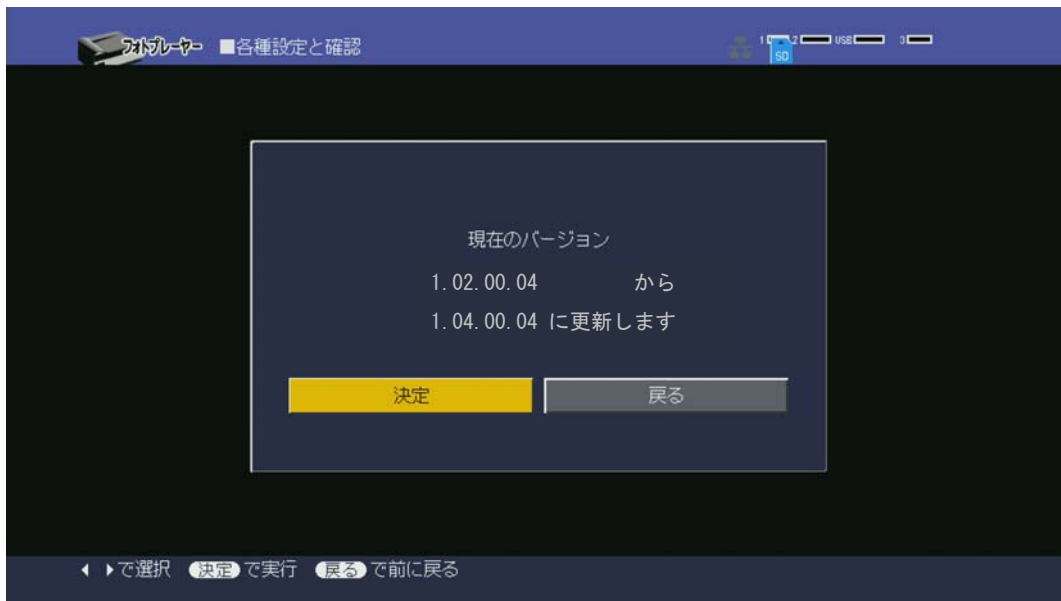 フォトプレーヤー ■各種設定と確認
1 2 USB
SD
現在のバージョン
1.02.00.04 から
1.04.00.04 に更新します
決定 戻る
で選択 決定 で実行 戻る で前に戻る